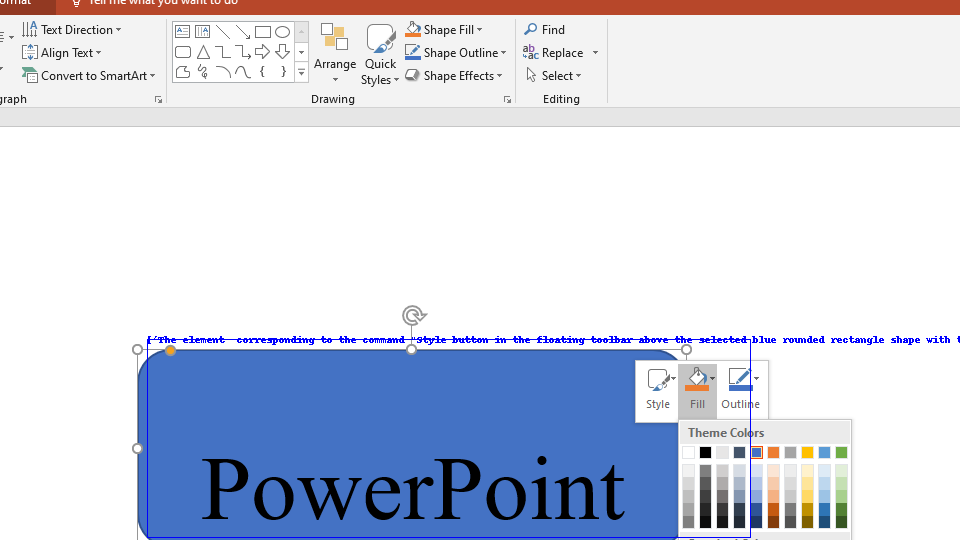 Tell me what you want to do
Text Direction
Align Text
Convert to SmartArt
Arrange
Quick
Styles
Shape Fill
Shape Outline
Shape Effects
Find
Replace
Select
Drawing
Editing
['The element corresponding to the command "Style button in the floating toolbar above the selected blue rounded rectangle shape with
Style
Fill
Outline
Theme Colors
PowerPoint